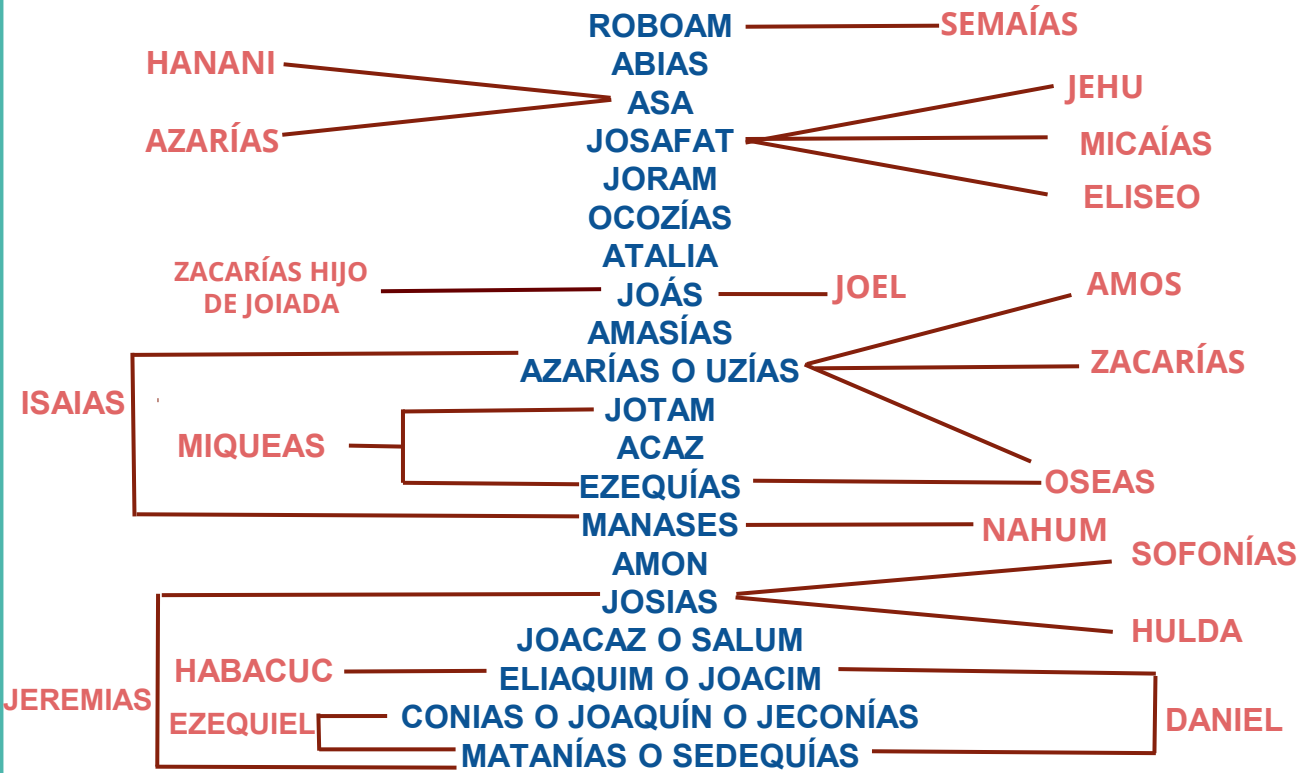 ROBOAM SEMAÍAS
HANANI ABIAS
ASA JEHU
AZARÍAS JOSAFAT MICAÍAS
JORAM
ELISEO
OCOZÍAS
ATALIA
ZACARÍAS HIJO
DE JOIADA
JOÁS JOEL AMOS
AMASÍAS
AZARÍAS O UZÍAS ZACARÍAS
ISAIAS JOTAM
MIQUEAS ACAZ
EZEQUÍAS OSEAS
MANASES NAHUM
AMON SOFONÍAS
JOSIAS
JOACAZ O SALUM HULDA
HABACUC ELIAQUIM O JOACIM
JEREMIAS
EZEQUIEL CONIAS O JOAQUÍN O JECONÍAS DANIEL
MATANÍAS O SEDEQUÍAS